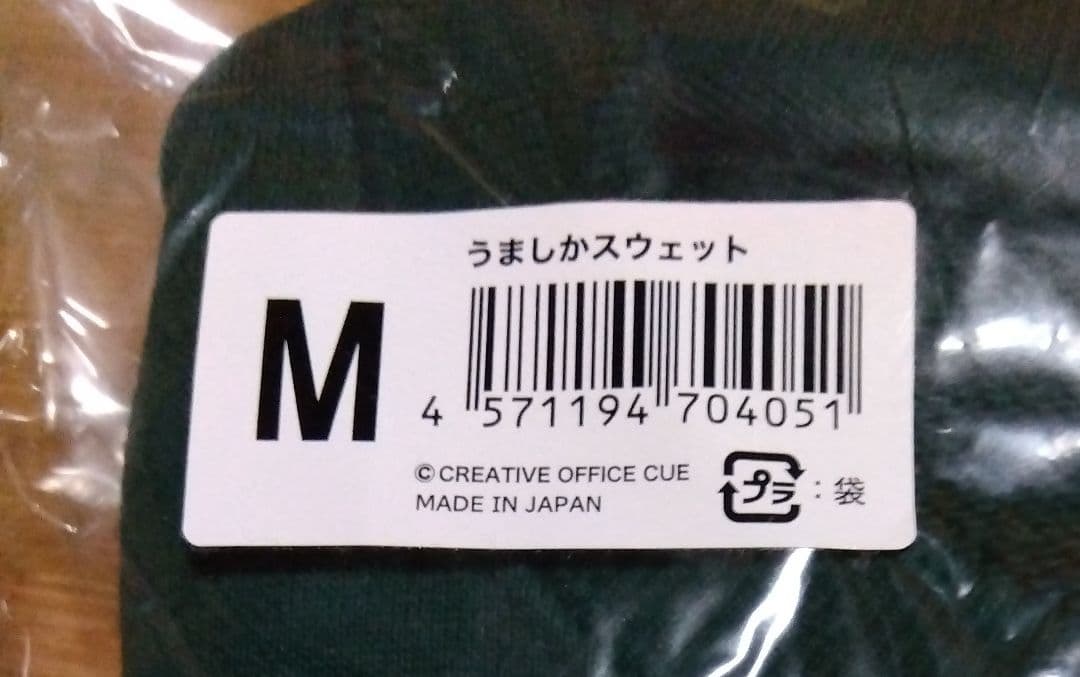 うましかスウェット
M
4 571194 704051
©CREATIVE OFFICE CUE
MADE IN JAPAN
プラ : 袋